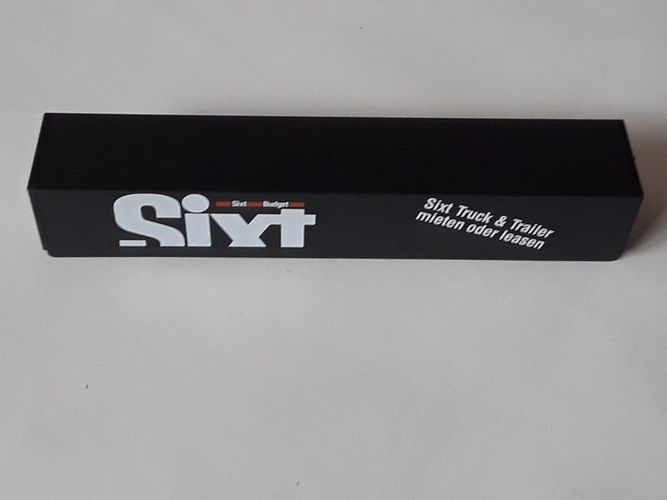 Sixt Budget
Sixt
Sixt Truck & Trailer
mieten oder leasen